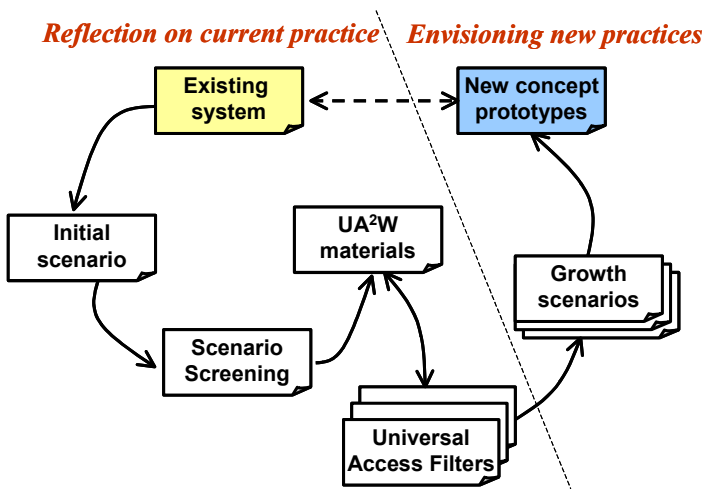 Reflection on current practice
Envisioning new practices
Existing
system
New concept
prototypes
Initial
scenario
UA²W
materials
Growth
scenarios
Scenario
Screening
Universal
Access Filters